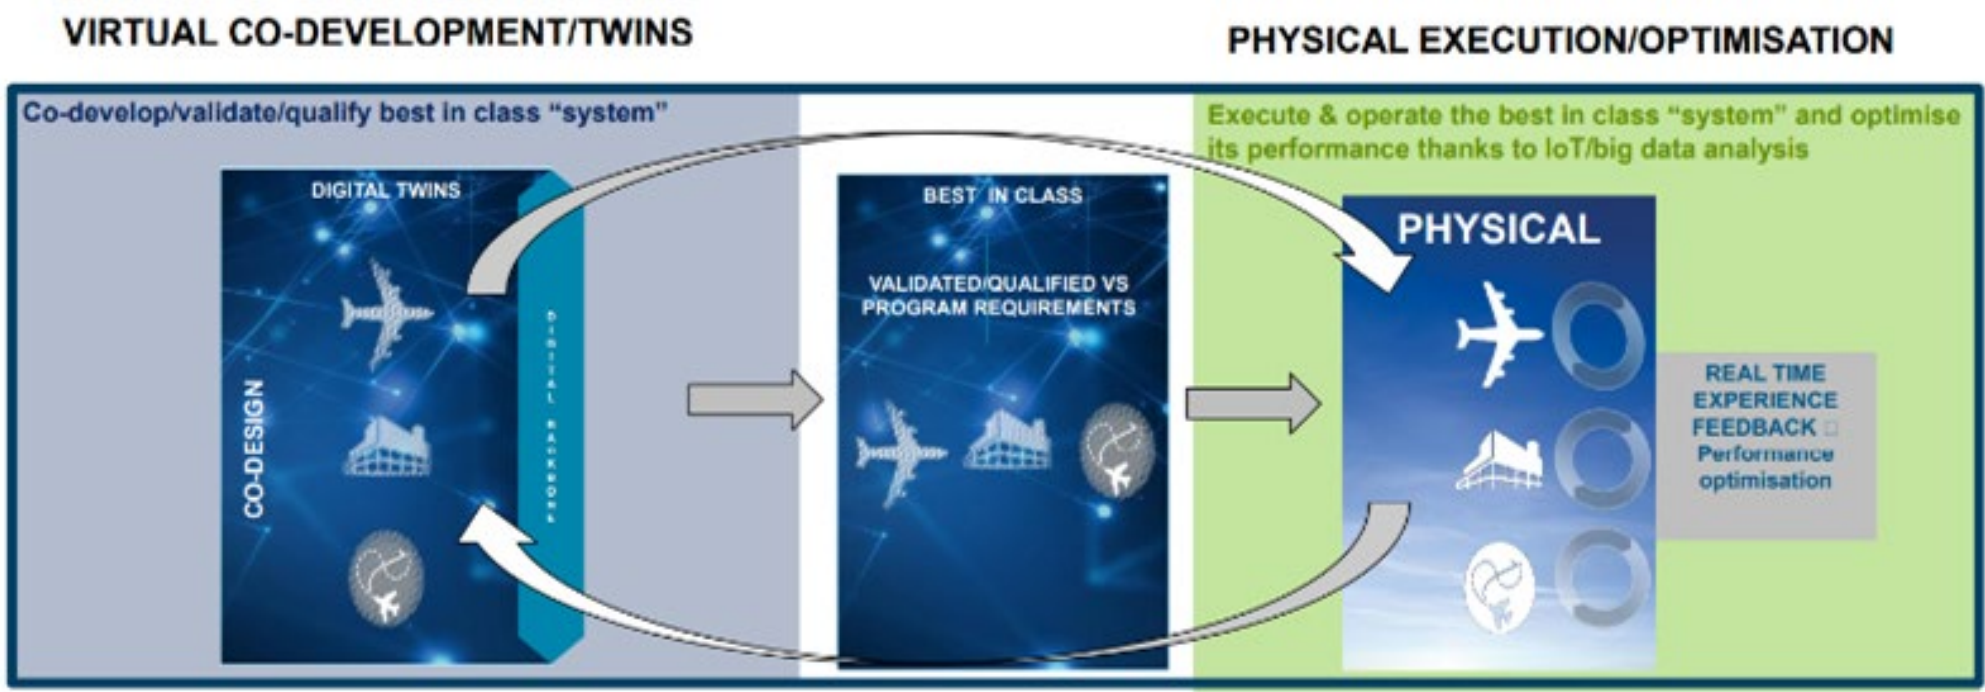 VIRTUAL CO-DEVELOPMENT/TWINS
PHYSICAL EXECUTION/OPTIMISATION
Co-develop/validate/qualify best in class “system”
DIGITAL TWINS
CO-DESIGN
DIGITAL BACKBONE
BEST IN CLASS
VALIDATED/QUALIFIED VS
PROGRAM REQUIREMENTS
Execute & operate the best in class “system” and optimise
its performance thanks to IoT/big data analysis
PHYSICAL
REAL TIME
EXPERIENCE
FEEDBACK □
Performance
optimisation